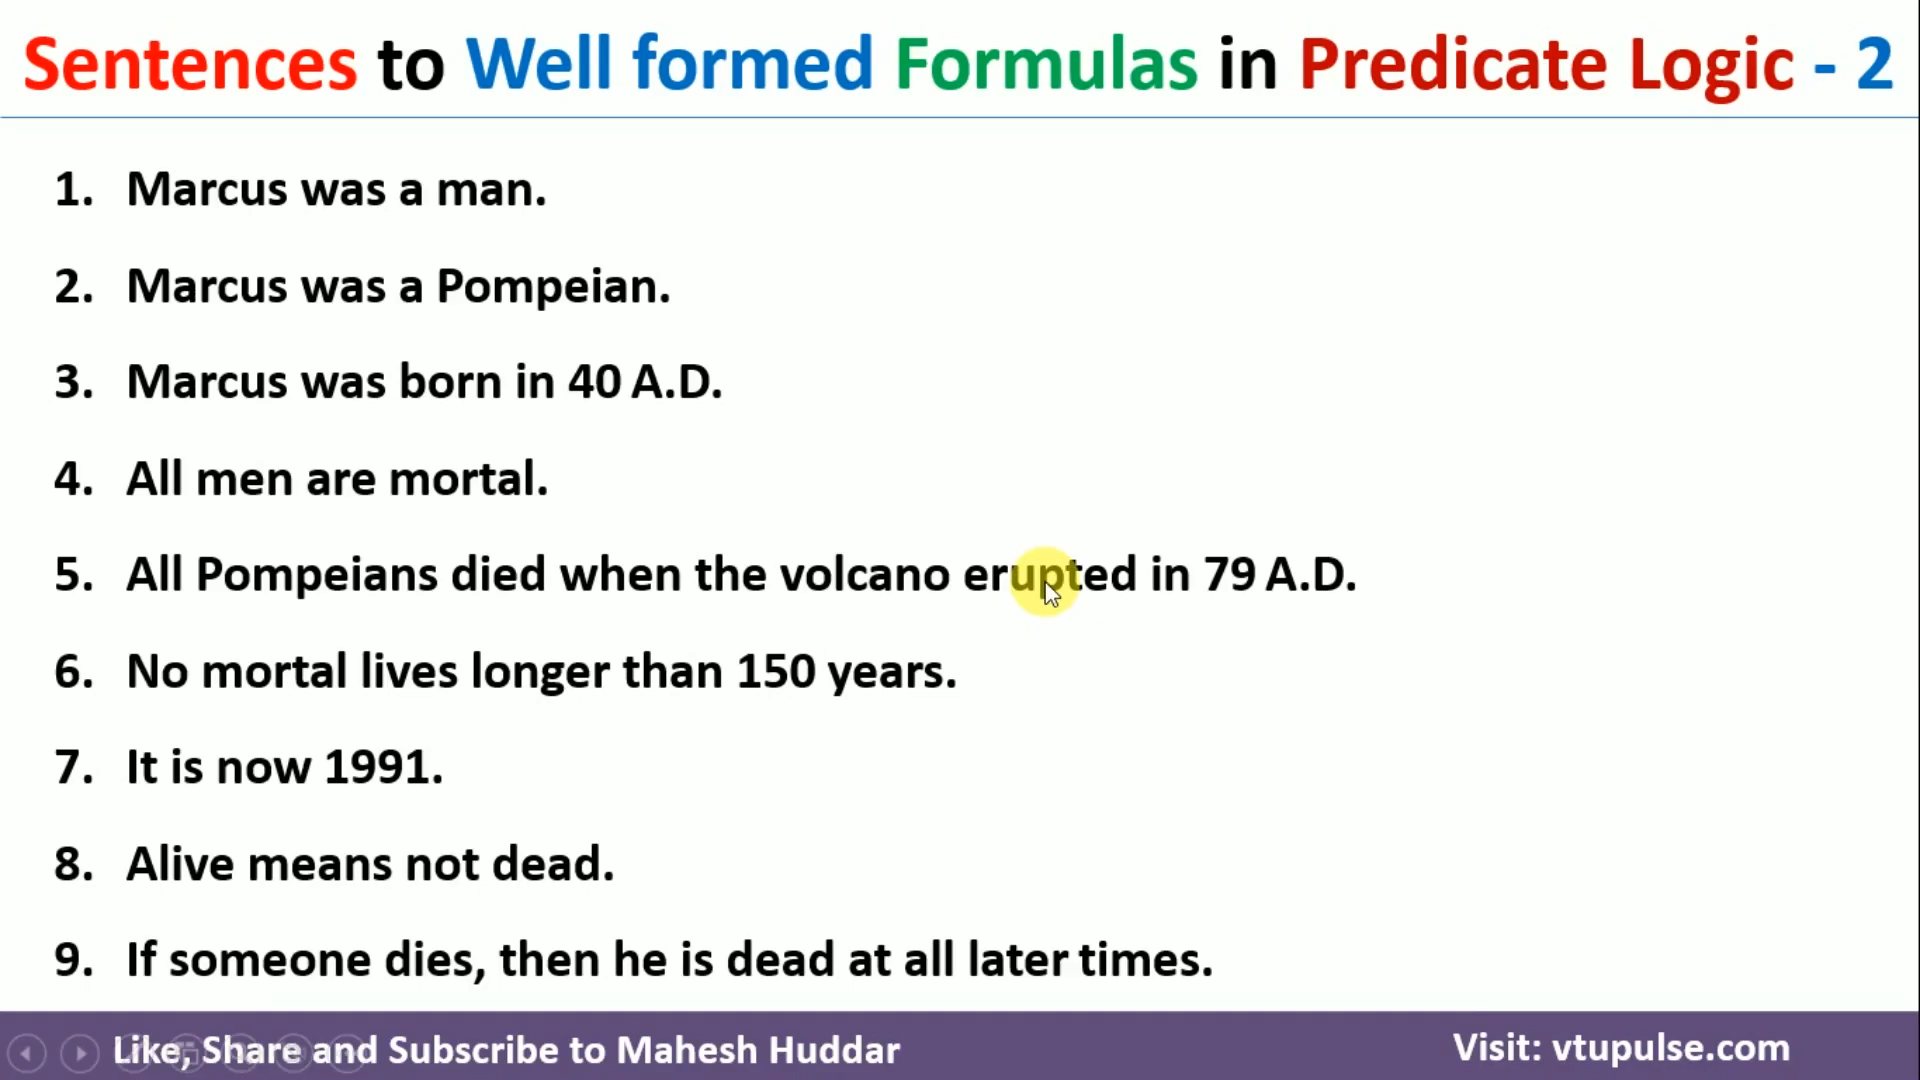 Sentences to Well formed Formulas in Predicate Logic - 2
1. Marcus was a man.
2. Marcus was a Pompeian.
3. Marcus was born in 40 A.D.
4. All men are mortal.
5. All Pompeians died when the volcano erupted in 79 A.D.
6. No mortal lives longer than 150 years.
7. It is now 1991.
8. Alive means not dead.
9. If someone dies, then he is dead at all later times.
Like, Share and Subscribe to Mahesh Huddar
Visit: vtupulse.com